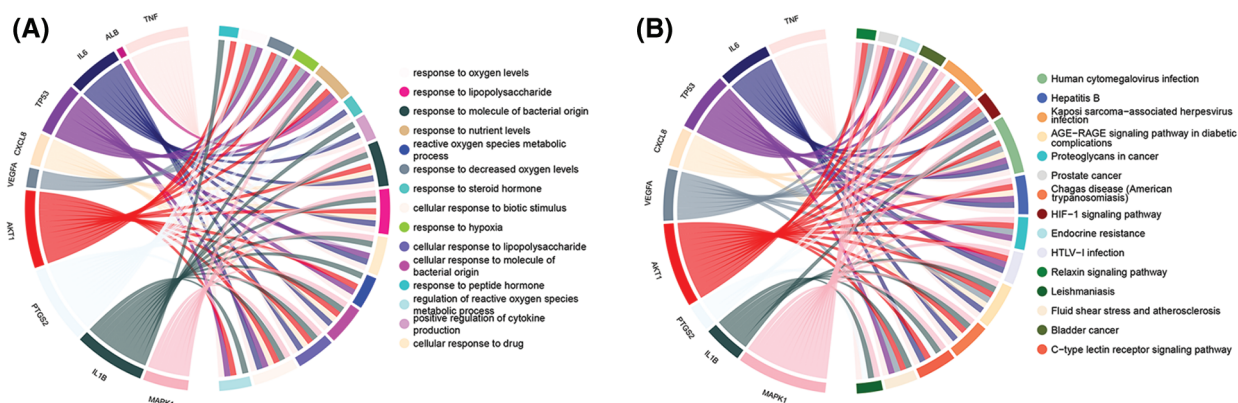 (A)
TNF
ALB
IL6
TP53
CXCL8
VEGFA
AKT1
PTGS2
IL1B
response to oxygen levels
response to lipopolysaccharide
response to molecule of bacterial origin
response to nutrient levels
reactive oxygen species metabolic
process
response to decreased oxygen levels
response to steroid hormone
cellular response to biotic stimulus
response to hypoxia
cellular response to lipopolysaccharide
cellular response to molecule of
bacterial origin
response to peptide hormone
regulation of reactive oxygen species
metabolic process
positive regulation of cytokine
production
cellular response to drug
(B)
TNF
IL6
TP53
CXCL8
VEGFA
AKT1
PTGS2
IL1B
MAPK1
Human cytomegalovirus infection
Hepatitis B
Kaposi sarcoma−associated herpesvirus
infection
AGE−RAGE signaling pathway in diabetic
complications
Proteoglycans in cancer
Prostate cancer
Chagas disease (American
trypanosomiasis)
HIF−1 signaling pathway
Endocrine resistance
HTLV−I infection
Relaxin signaling pathway
Leishmaniasis
Fluid shear stress and atherosclerosis
Bladder cancer
C−type lectin receptor signaling pathway